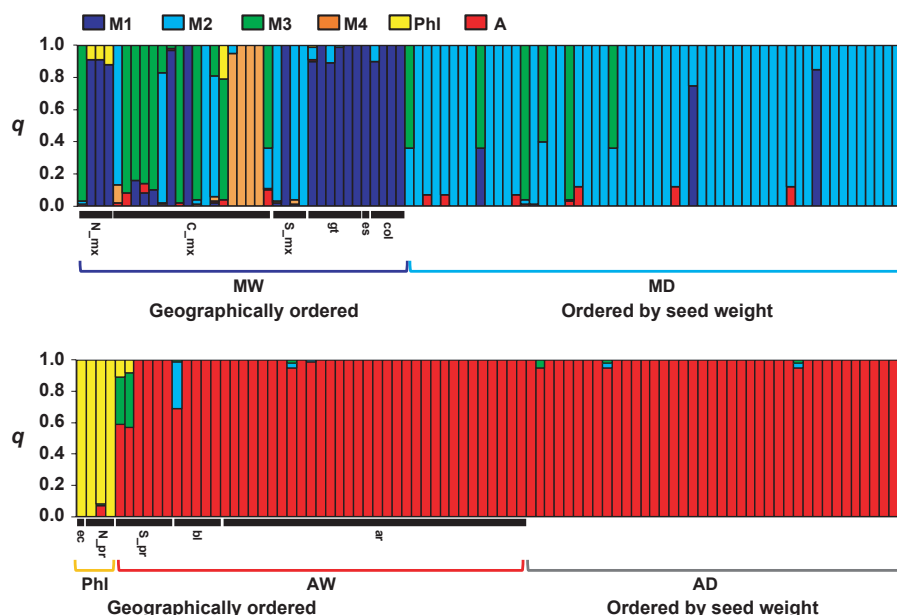 M1 M2 M3 M4 PhI A
1.0
0.8
0.6
0.4
0.2
0.0
q
N_mx C_mx S_mx gt es col
MW MD
Geographically ordered Ordered by seed weight
1.0
0.8
0.6
0.4
0.2
0.0
q
ec N_pr S_pr bl ar
PhI AW AD
Geographically ordered Ordered by seed weight